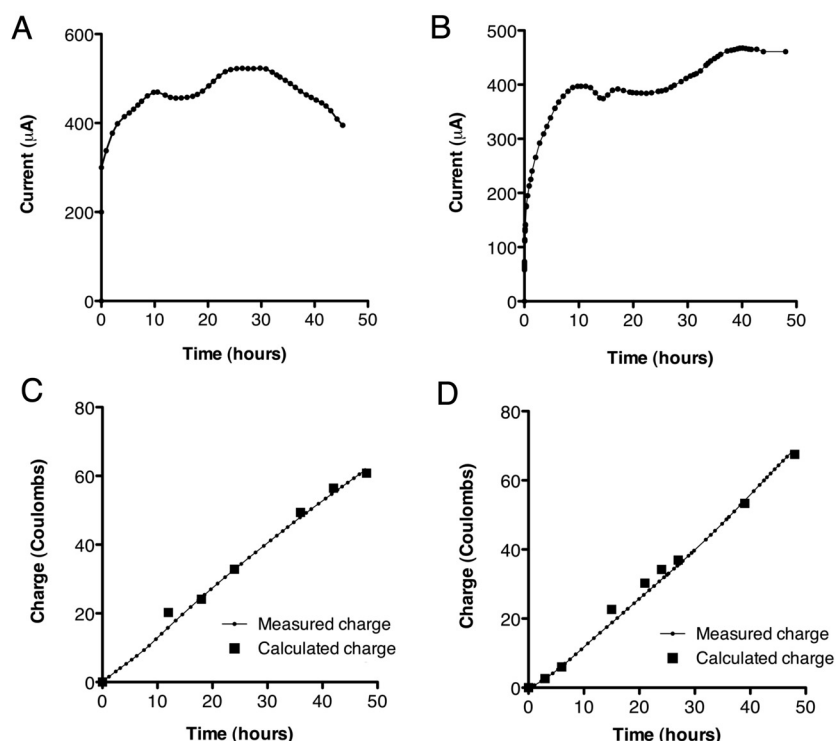 A
600
400
200
0
0 10 20 30 40 50
Current (µA)
Time (hours)
B
500
400
300
200
100
0
0 10 20 30 40 50
Current (µA)
Time (hours)
C
80
60
40
20
0
0 10 20 30 40 50
Charge (Coulombs)
Time (hours)
Measured charge
Calculated charge
D
80
60
40
20
0
0 10 20 30 40 50
Charge (Coulombs)
Time (hours)
Measured charge
Calculated charge